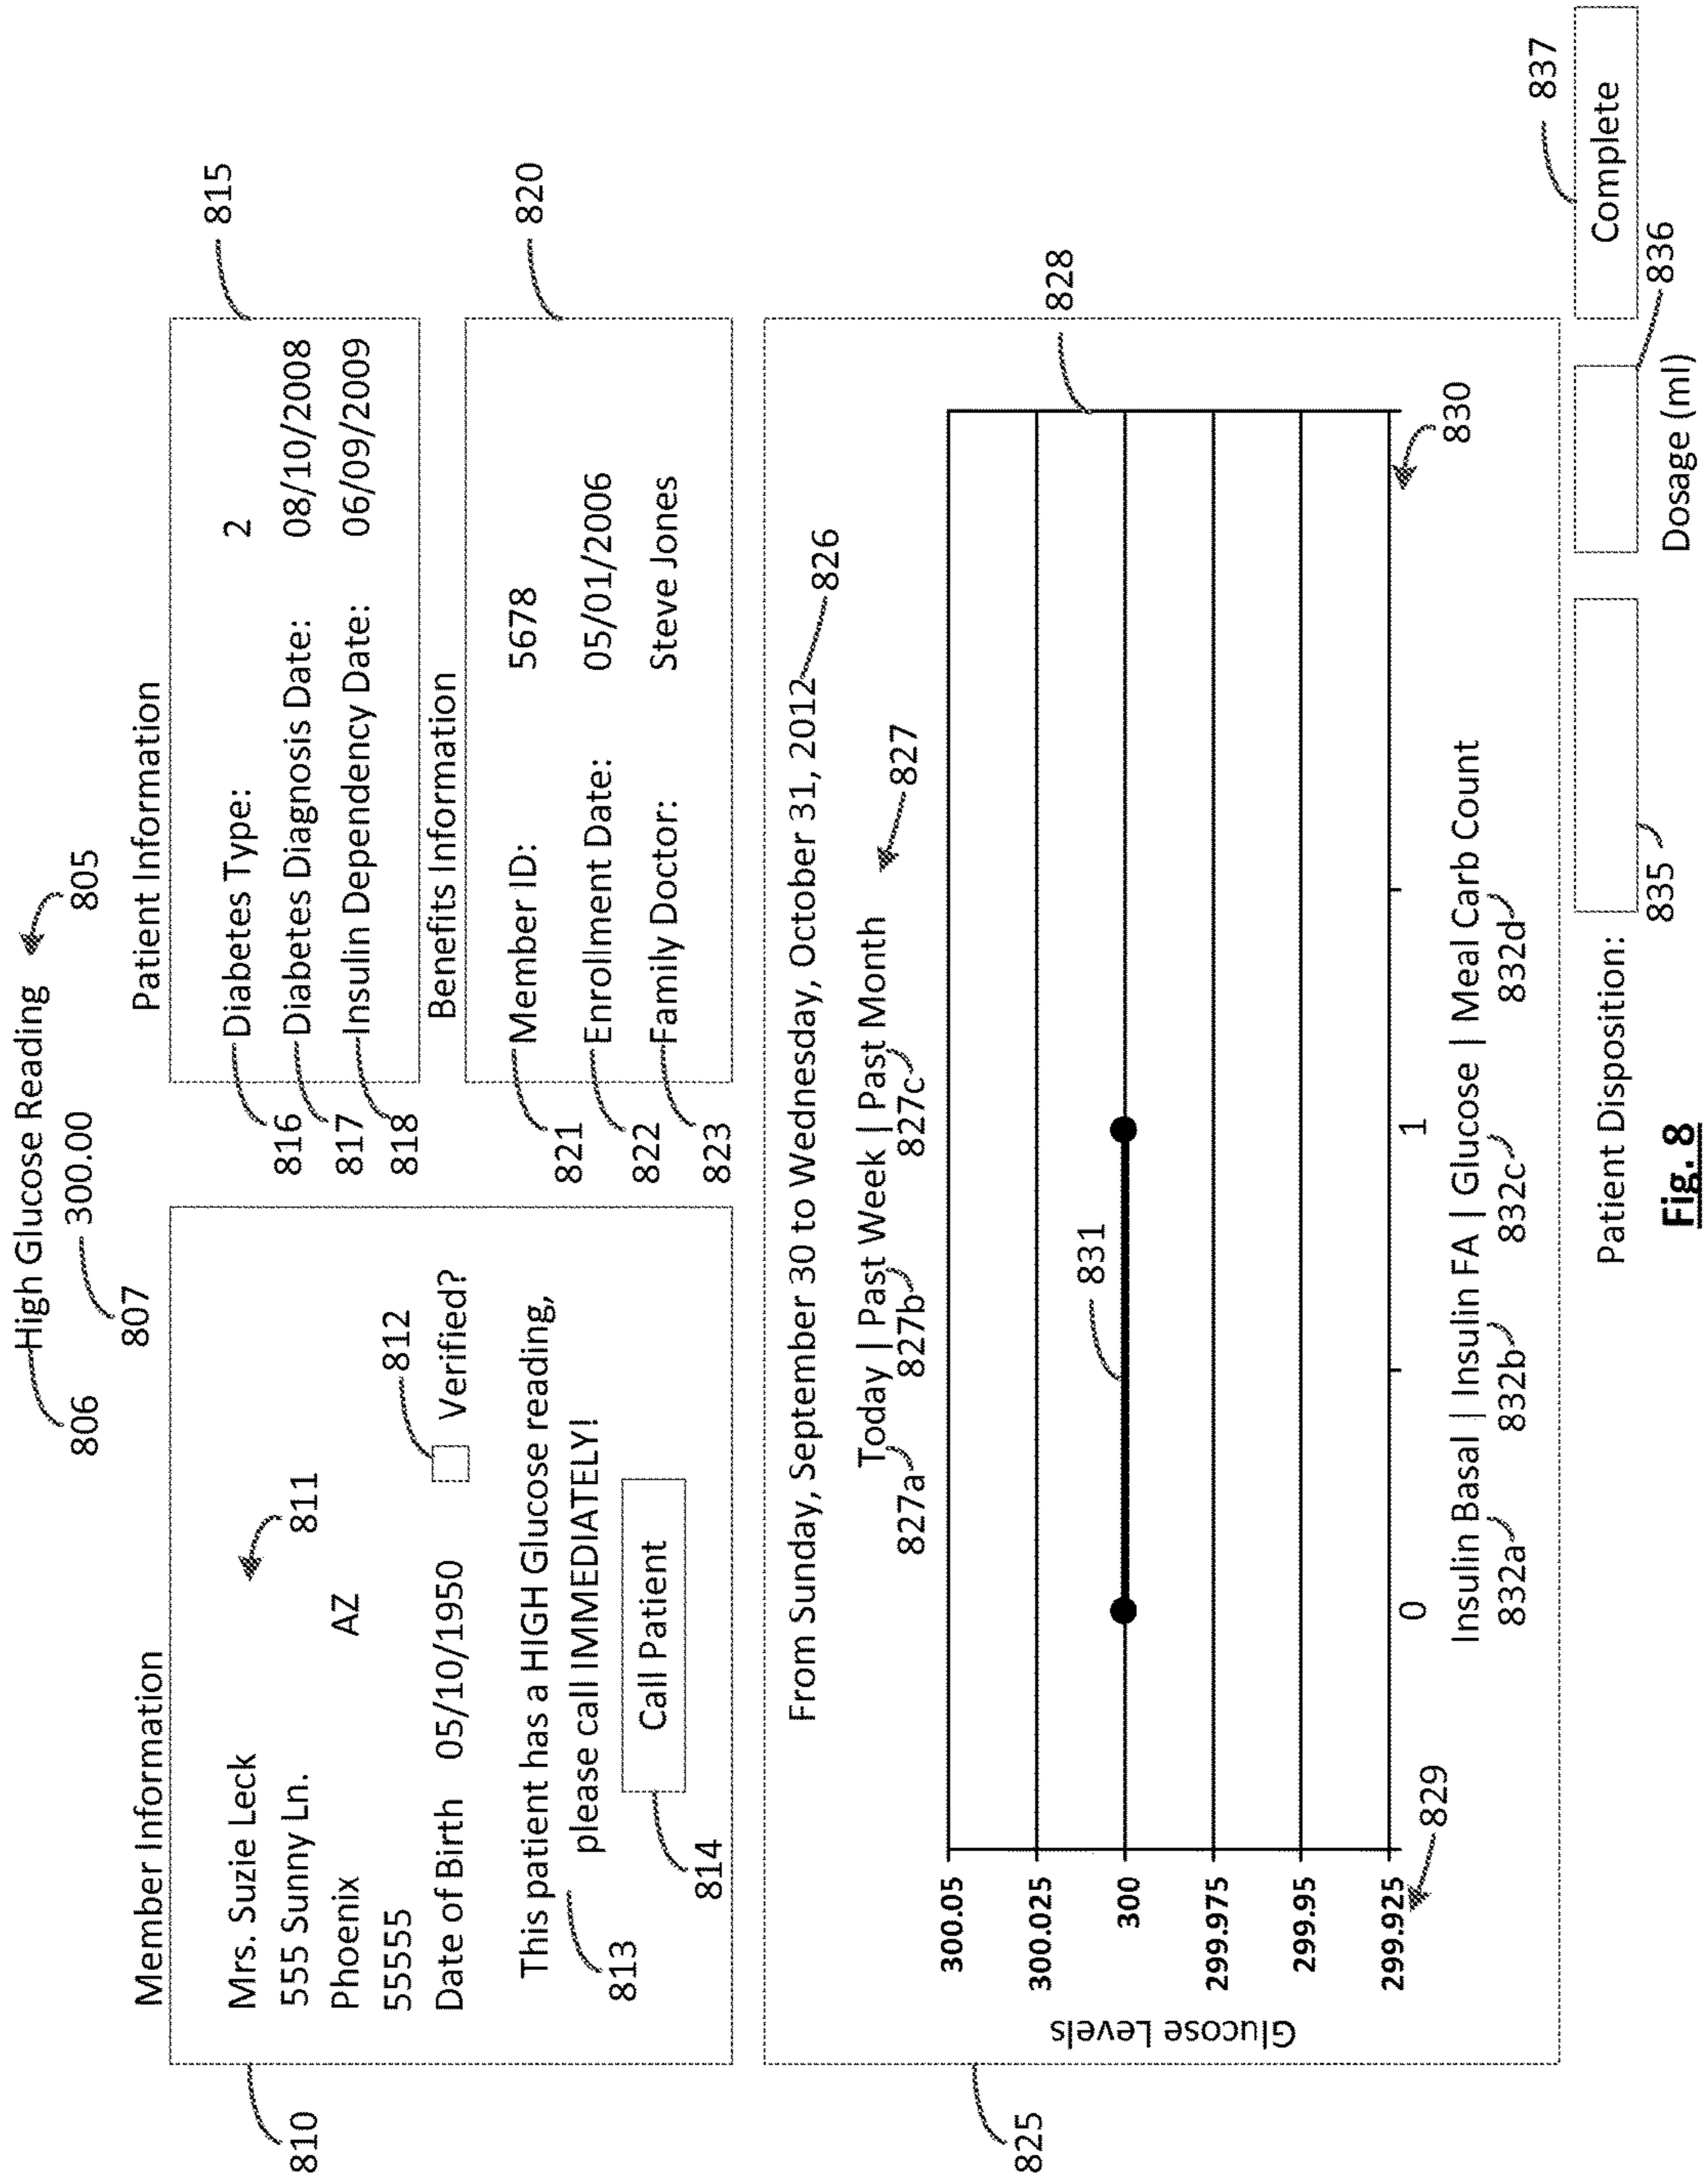 High Glucose Reading
805
806
300.00
807
Member Information
Mrs. Suzie Leck
811
555 Sunny Ln.
Phoenix AZ
55555
812
Date of Birth 05/10/1950 Verified?
This patient has a HIGH Glucose reading,
please call IMMEDIATELY!
813
Call Patient
814
810
Patient Information
815
816 Diabetes Type: 2
817 Diabetes Diagnosis Date: 08/10/2008
818 Insulin Dependency Date: 06/09/2009
Benefits Information
820
821 Member ID: 5678
822 Enrollment Date: 05/01/2006
823 Family Doctor: Steve Jones
From Sunday, September 30 to Wednesday, October 31, 2012
826
Today | Past Week | Past Month
827
827a 827b 827c
828
Glucose Levels
300.05
300.025
300
299.975
299.95
299.925
831
829
0 1
830
Insulin Basal | Insulin FA | Glucose | Meal Carb Count
832a 832b 832c 832d
825
Patient Disposition:
835
Dosage (ml)
836
Complete
837
Fig. 8